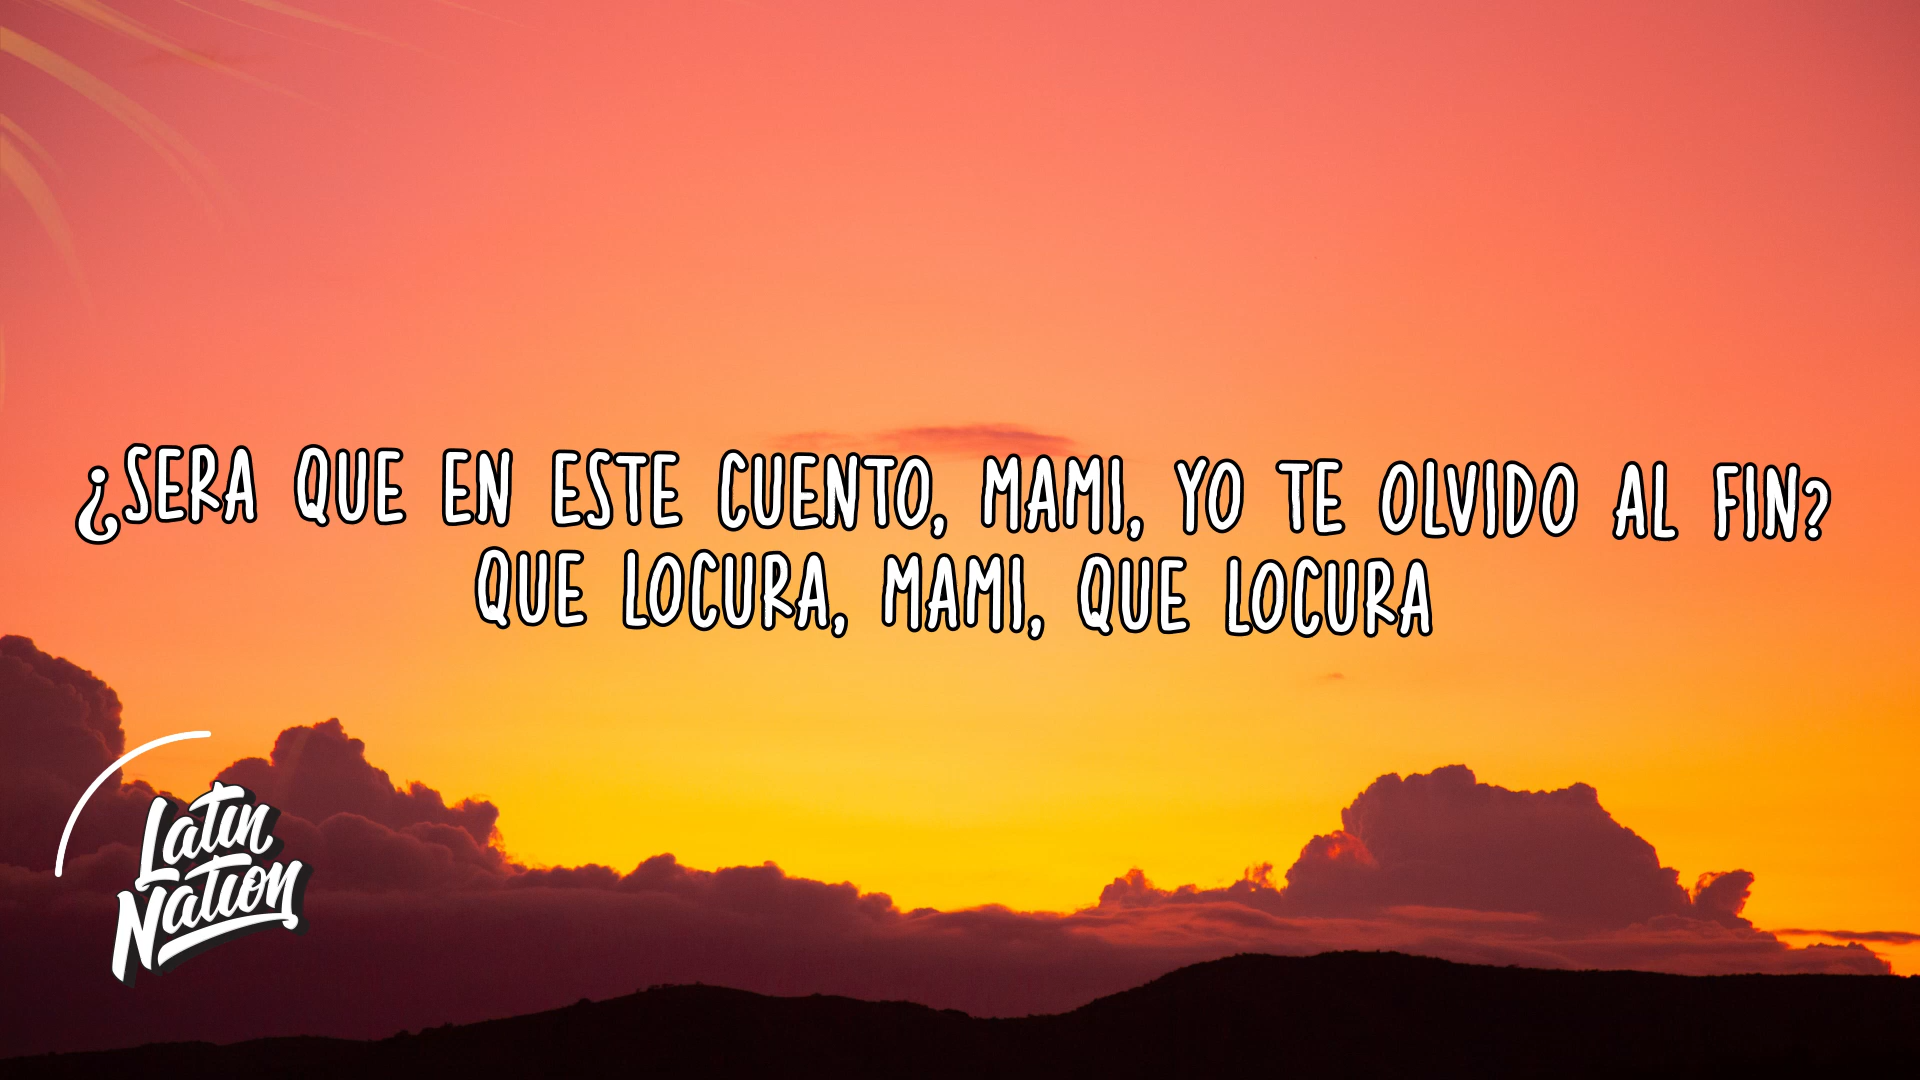 ¿SERA QUE EN ESTE CUENTO, MAMI, YO TE OLVIDO AL FIN?
QUE LOCURA, MAMI, QUE LOCURA
Latin
Nation